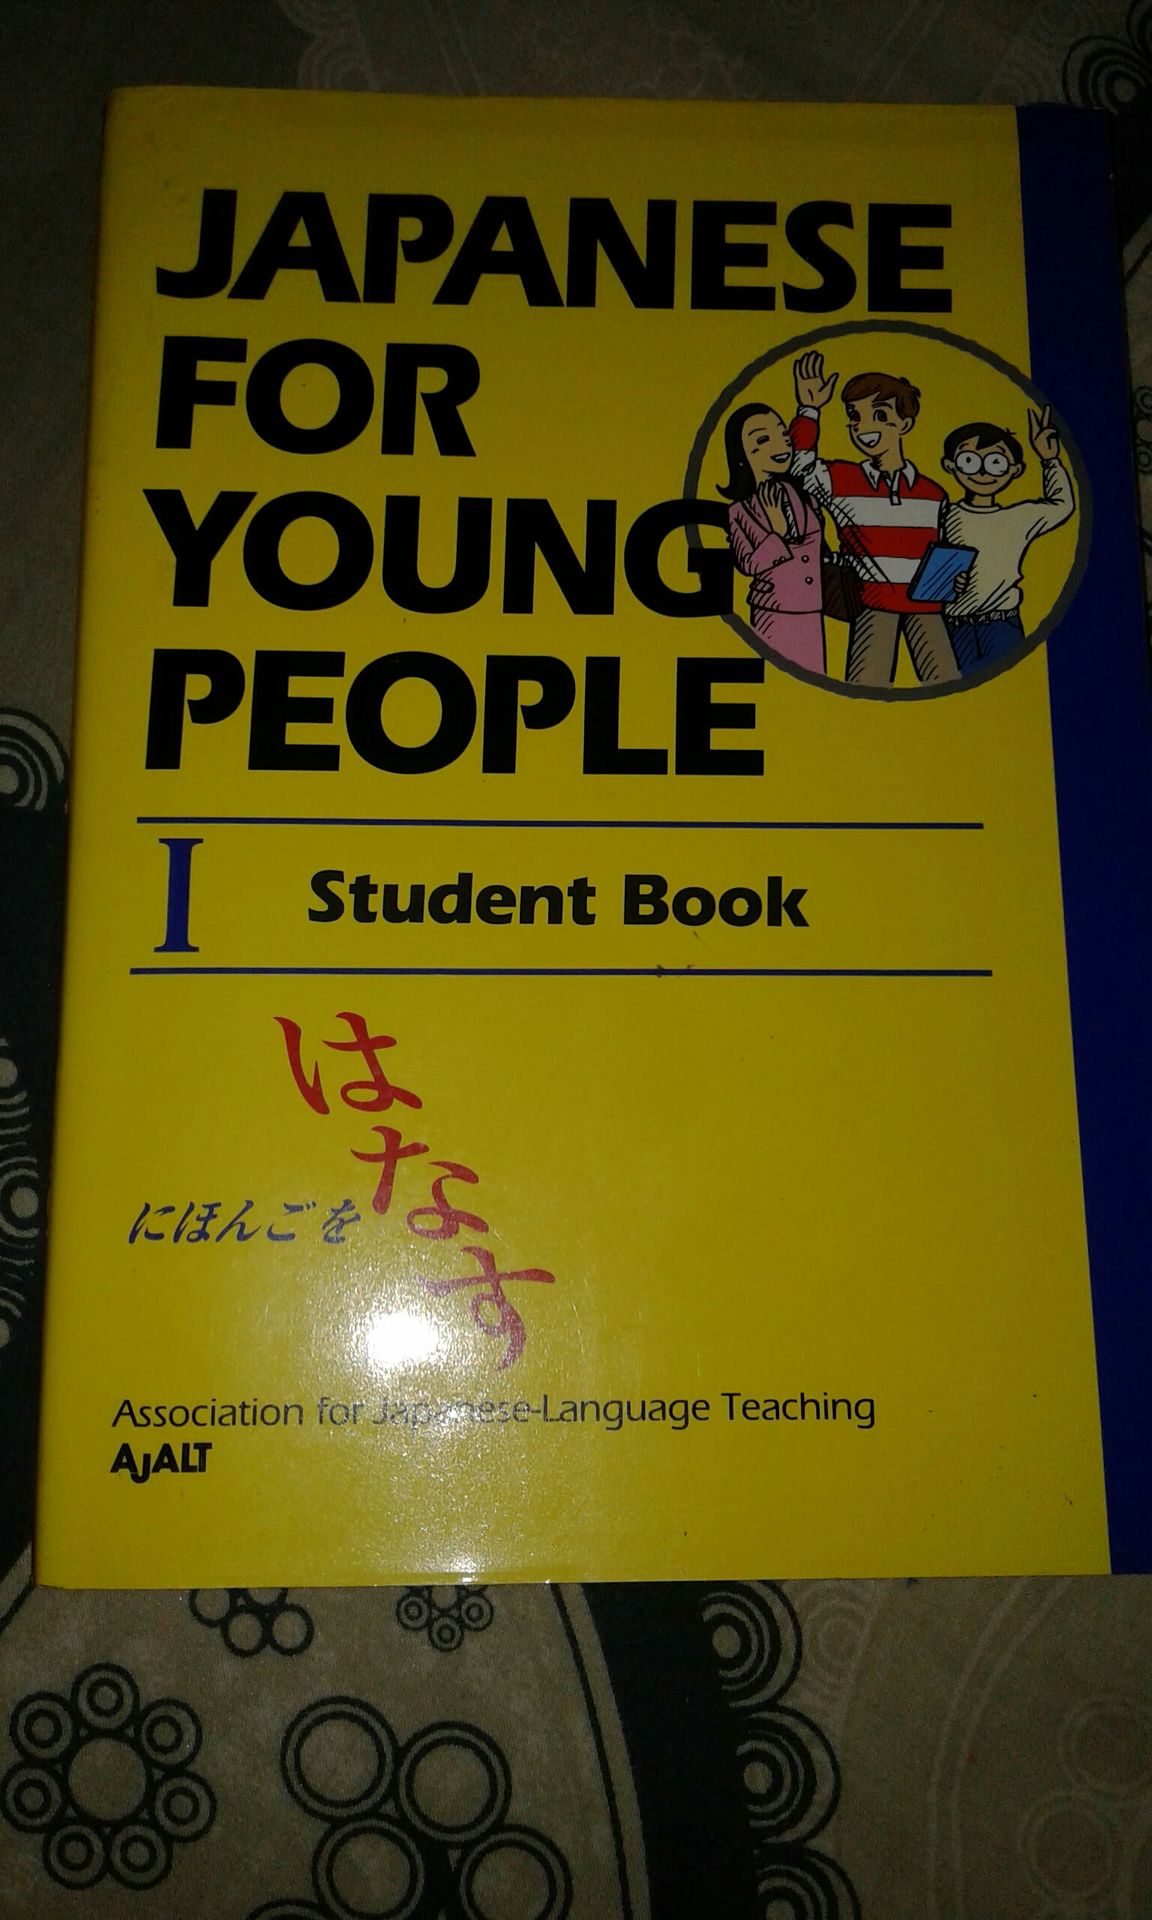 JAPANESE
FOR
YOUNG
PEOPLE
I Student Book
にほんごを
はなす
Association for Japanese-Language Teaching
AJALT